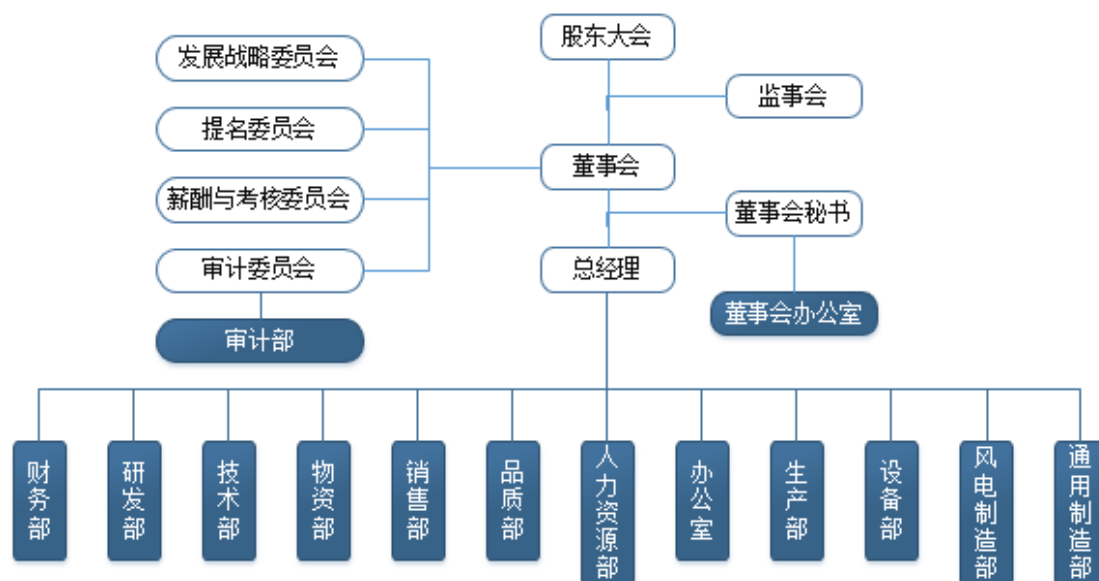 股东大会
发展战略委员会
监事会
提名委员会
董事会
薪酬与考核委员会
董事会秘书
审计委员会
总经理
董事会办公室
审计部
财务部
研发部
技术部
物资部
销售部
品质部
人力资源部
办公室
生产部
设备部
风电制造部
通用制造部